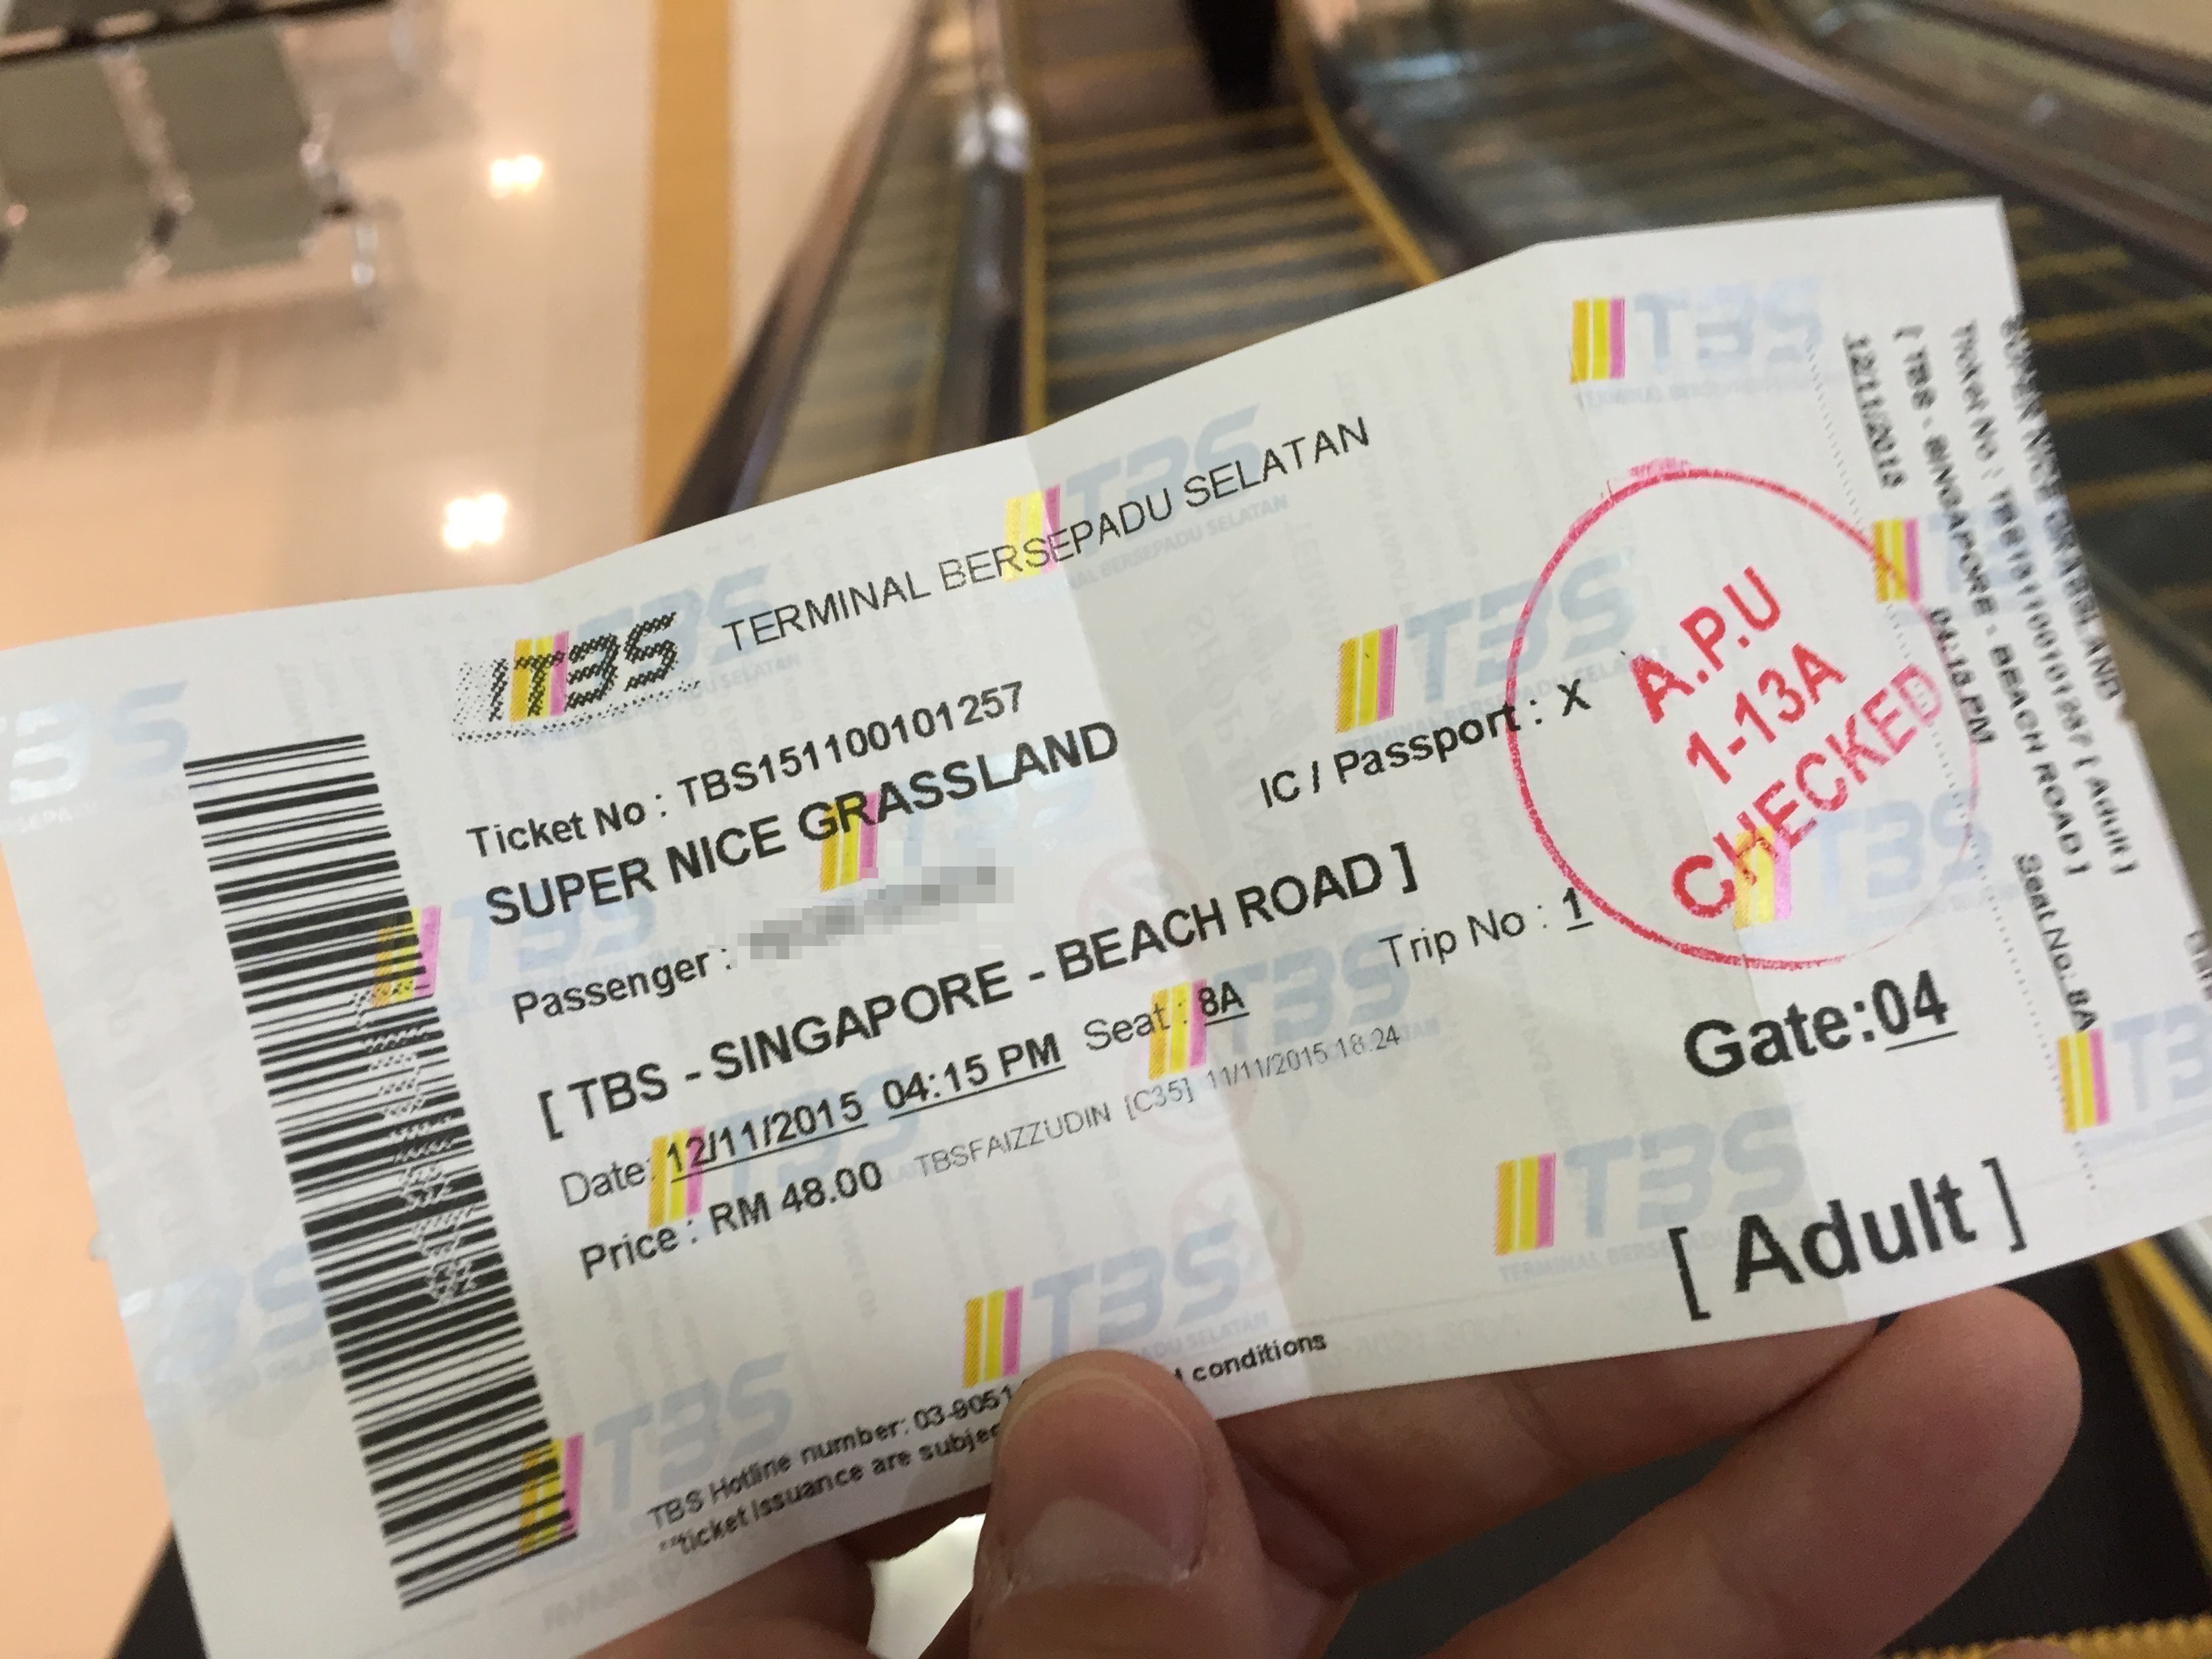 TBS TERMINAL BERSEPADU SELATAN
Ticket No : TBS151100101257
SUPER NICE GRASSLAND
IC / Passport : X
Passenger :
[ TBS - SINGAPORE - BEACH ROAD ]
Date: 12/11/2015 04:15 PM Seat : 8A
Trip No : 1
Price : RM 48.00 TBSFAIZZUDIN [C35] 11/11/2015 18:24
A.P.U
1-13A
CHECKED
Gate:04
[ Adult ]
TBS Hotline number: 03-9051
**ticket issuance are subjec conditions
SUPER NICE GRASSLAND
Ticket No : TBS151100101257 [ Adult ]
[ TBS - SINGAPORE - BEACH ROAD ]
12/11/2015 04:15 PM Seat No: 8A